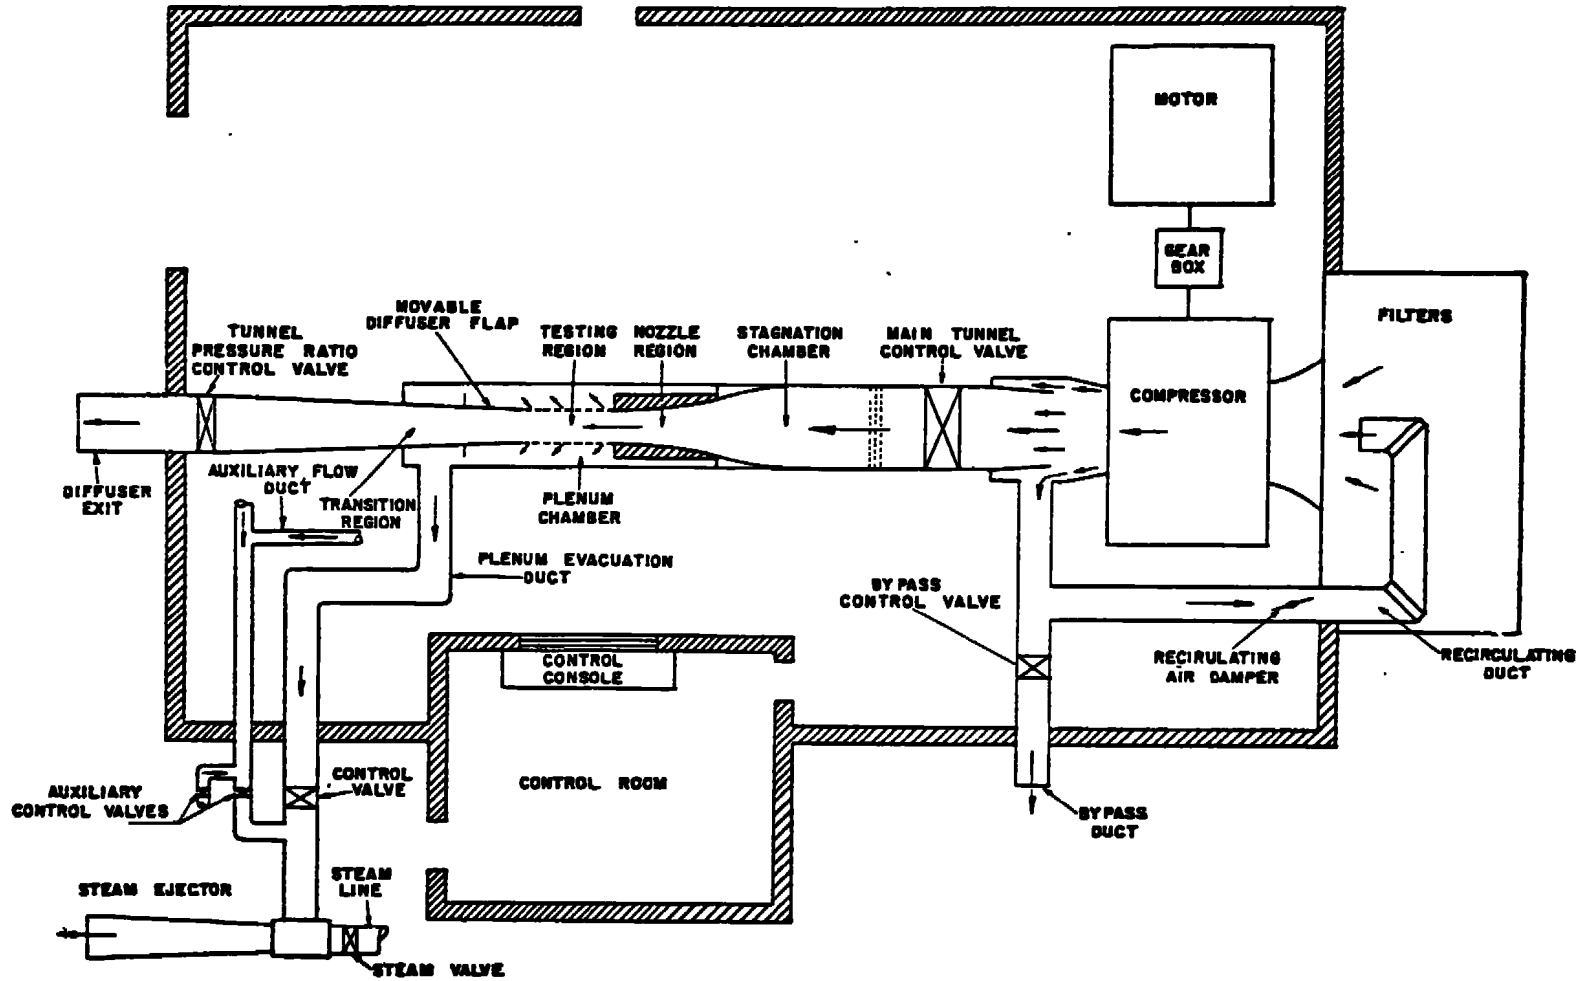 MOTOR
GEAR
BOX
FILTERS
MOVABLE
DIFFUSER FLAP
TUNNEL
PRESSURE RATIO
CONTROL VALVE
TESTING
REGION
NOZZLE
REGION
STAGNATION
CHAMBER
MAIN TUNNEL
CONTROL VALVE
COMPRESSOR
DIFFUSER
EXIT
AUXILIARY FLOW
DUCT
TRANSITION
REGION
PLENUM
CHAMBER
PLENUM EVACUATION
DUCT
BY PASS
CONTROL VALVE
RECIRULATING
AIR DAMPER
RECIRCULATING
DUCT
CONTROL
CONSOLE
CONTROL ROOM
CONTROL
VALVE
AUXILIARY
CONTROL VALVES
BY PASS
DUCT
STEAM EJECTOR
STEAM
LINE
STEAM VALVE